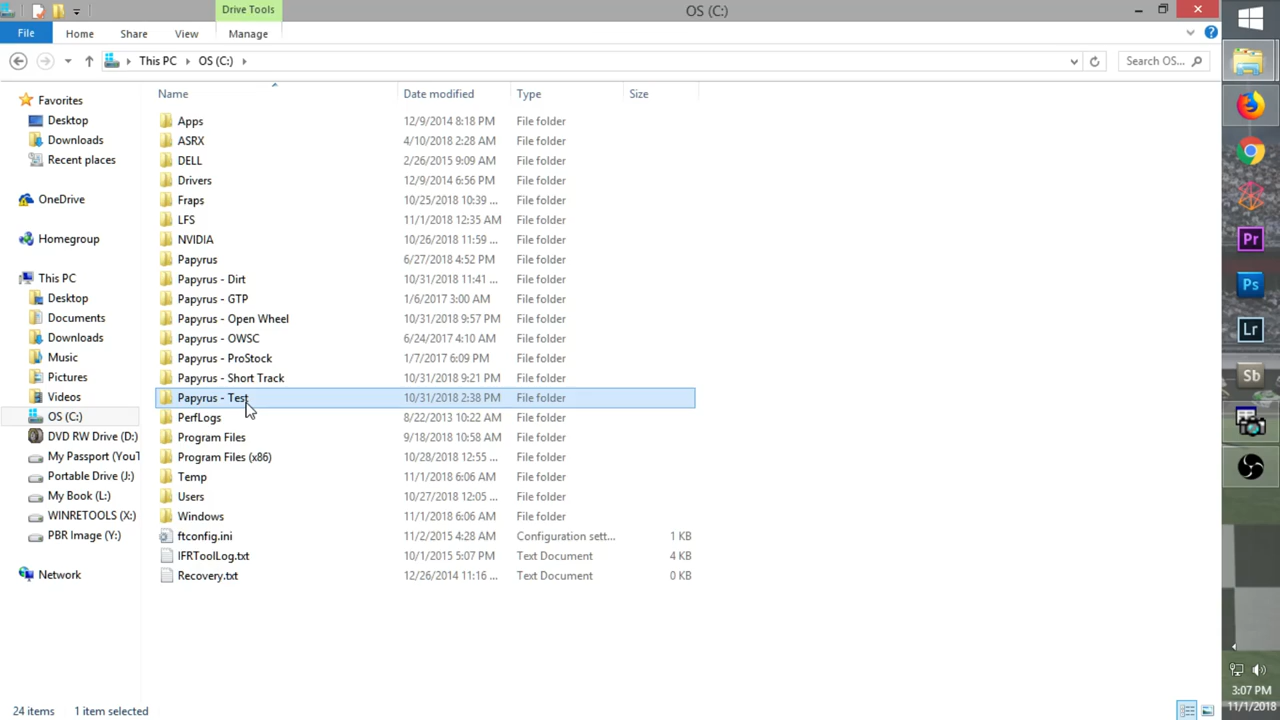 Drive Tools
OS (C:)
File Home Share View Manage
This PC OS (C:) Search OS...
Name Date modified Type Size
Favorites
Desktop
Downloads
Recent places
OneDrive
Homegroup
This PC
Desktop
Documents
Downloads
Music
Pictures
Videos
OS (C:)
DVD RW Drive (D:)
My Passport (YouT
Portable Drive (J:)
My Book (L:)
WINRETOOLS (X:)
PBR Image (Y:)
Network
Apps 12/9/2014 8:18 PM File folder
ASRX 4/10/2018 2:28 AM File folder
DELL 2/26/2015 9:09 AM File folder
Drivers 12/9/2014 6:56 PM File folder
Fraps 10/25/2018 10:39 ... File folder
LFS 11/1/2018 12:35 AM File folder
NVIDIA 10/26/2018 11:59 ... File folder
Papyrus 6/27/2018 4:52 PM File folder
Papyrus - Dirt 10/31/2018 11:41 ... File folder
Papyrus - GTP 1/6/2017 3:00 AM File folder
Papyrus - Open Wheel 10/31/2018 9:57 PM File folder
Papyrus - OWSC 6/24/2017 4:10 AM File folder
Papyrus - ProStock 1/7/2017 6:09 PM File folder
Papyrus - Short Track 10/31/2018 9:21 PM File folder
Papyrus - Test 10/31/2018 2:38 PM File folder
PerfLogs 8/22/2013 10:22 AM File folder
Program Files 9/18/2018 10:58 AM File folder
Program Files (x86) 10/28/2018 12:55 ... File folder
Temp 11/1/2018 6:06 AM File folder
Users 10/27/2018 12:05 ... File folder
Windows 11/1/2018 6:06 AM File folder
ftconfig.ini 11/2/2015 4:28 AM Configuration sett... 1 KB
IFRToolLog.txt 10/1/2015 5:07 PM Text Document 4 KB
Recovery.txt 12/26/2014 11:16 ... Text Document 0 KB
24 items 1 item selected
Pr
Ps
Lr
Sb
3:07 PM
11/1/2018